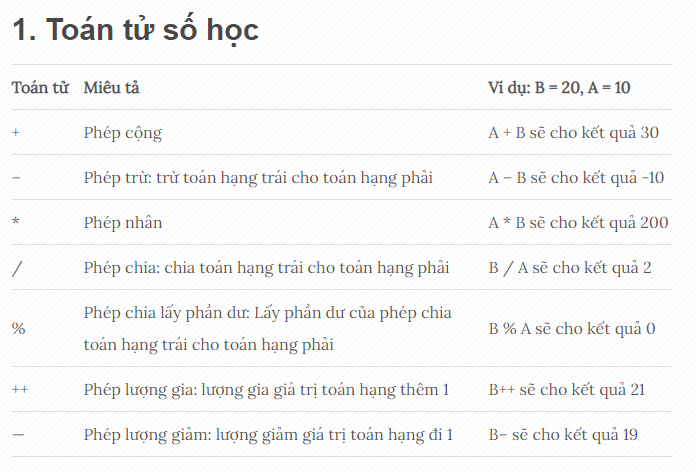 1. Toán tử số học
Toán tử Miêu tả Ví dụ: B = 20, A = 10
+ Phép cộng A + B sẽ cho kết quả 30
– Phép trừ: trừ toán hạng trái cho toán hạng phải A – B sẽ cho kết quả -10
* Phép nhân A * B sẽ cho kết quả 200
/ Phép chia: chia toán hạng trái cho toán hạng phải B / A sẽ cho kết quả 2
% Phép chia lấy phần dư: Lấy phần dư của phép chia
toán hạng trái cho toán hạng phải B % A sẽ cho kết quả 0
++ Phép lượng gia: lượng gia giá trị toán hạng thêm 1 B++ sẽ cho kết quả 21
— Phép lượng giảm: lượng giảm giá trị toán hạng đi 1 B– sẽ cho kết quả 19